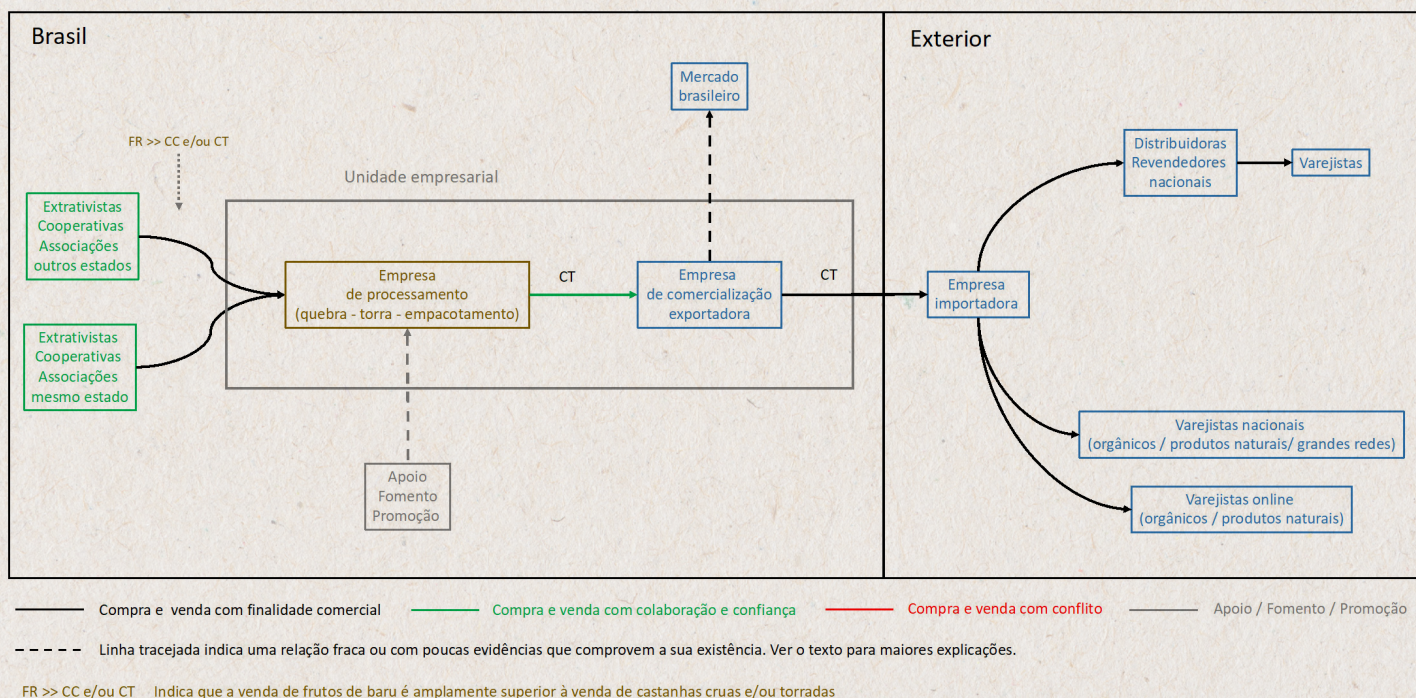 Brasil
Exterior
Mercado
brasileiro
FR >> CC e/ou CT
Unidade empresarial
Distribuidoras
Revendedores
nacionais
Varejistas
Extrativistas
Cooperativas
Associações
outros estados
Empresa
de processamento
(quebra - torra - empacotamento)
CT
Empresa
de comercialização
exportadora
CT
Empresa
importadora
Extrativistas
Cooperativas
Associações
mesmo estado
Apoio
Fomento
Promoção
Varejistas nacionais
(orgânicos / produtos naturais/ grandes redes)
Varejistas online
(orgânicos / produtos naturais)
Compra e venda com finalidade comercial
Compra e venda com colaboração e confiança
Compra e venda com conflito
Apoio / Fomento / Promoção
Linha tracejada indica uma relação fraca ou com poucas evidências que comprovem a sua existência. Ver o texto para maiores explicações.
FR >> CC e/ou CT Indica que a venda de frutos de baru é amplamente superior à venda de castanhas cruas e/ou torradas